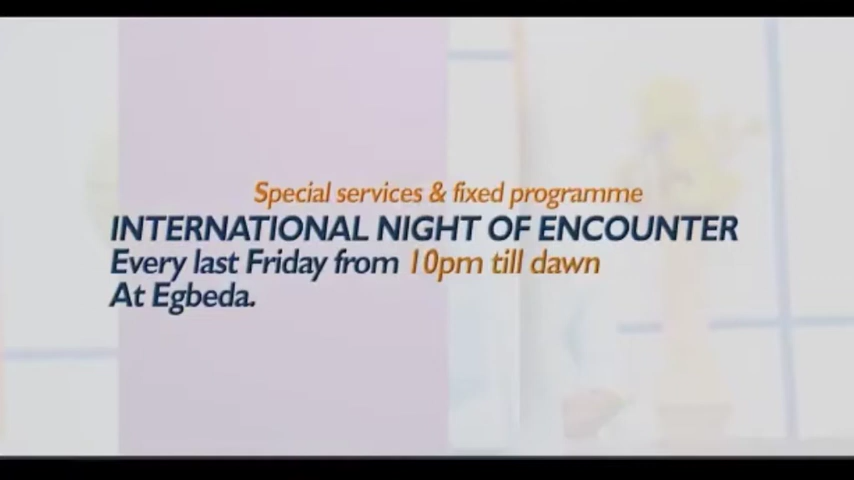 Special services & fixed programme
INTERNATIONAL NIGHT OF ENCOUNTER
Every last Friday from 10pm till dawn
At Egbeda.